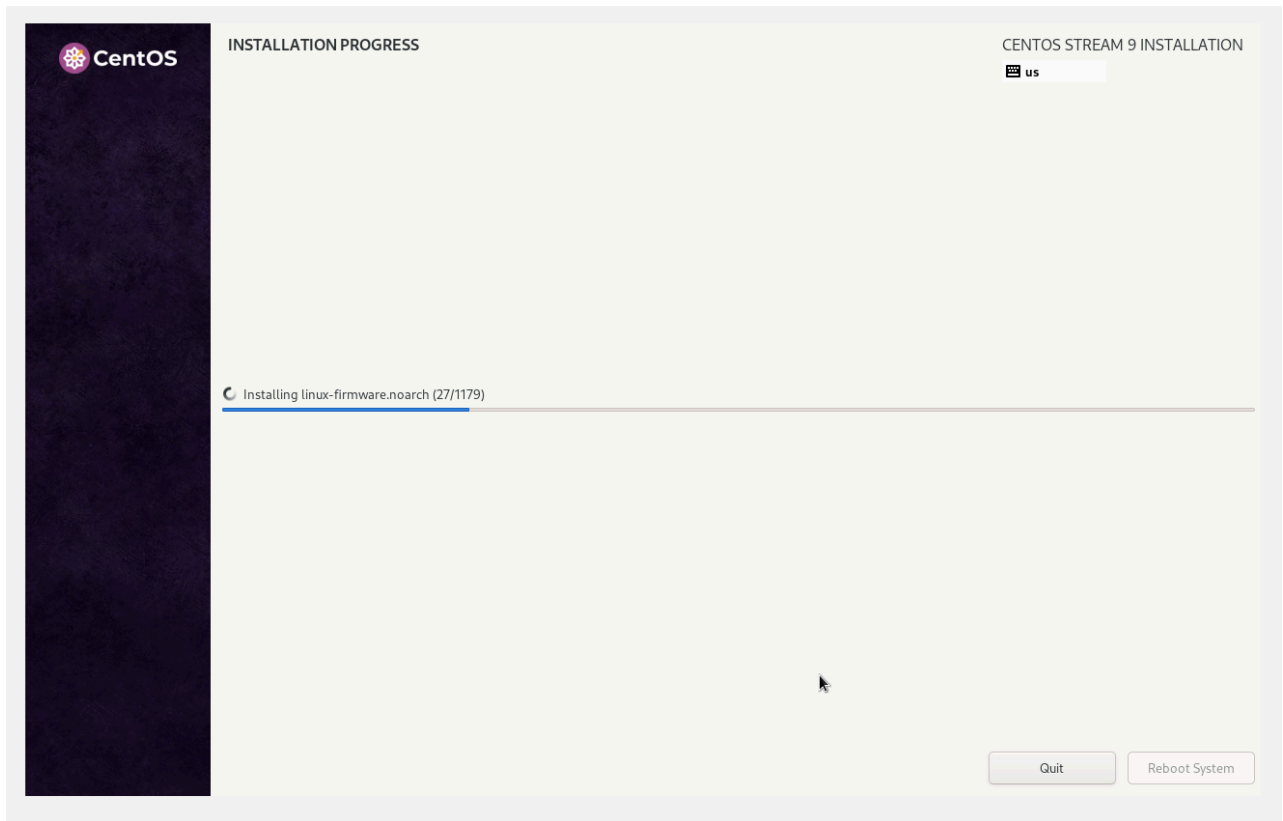 CentOS
INSTALLATION PROGRESS
CENTOS STREAM 9 INSTALLATION
us
Installing linux-firmware.noarch (27/1179)
Quit
Reboot System